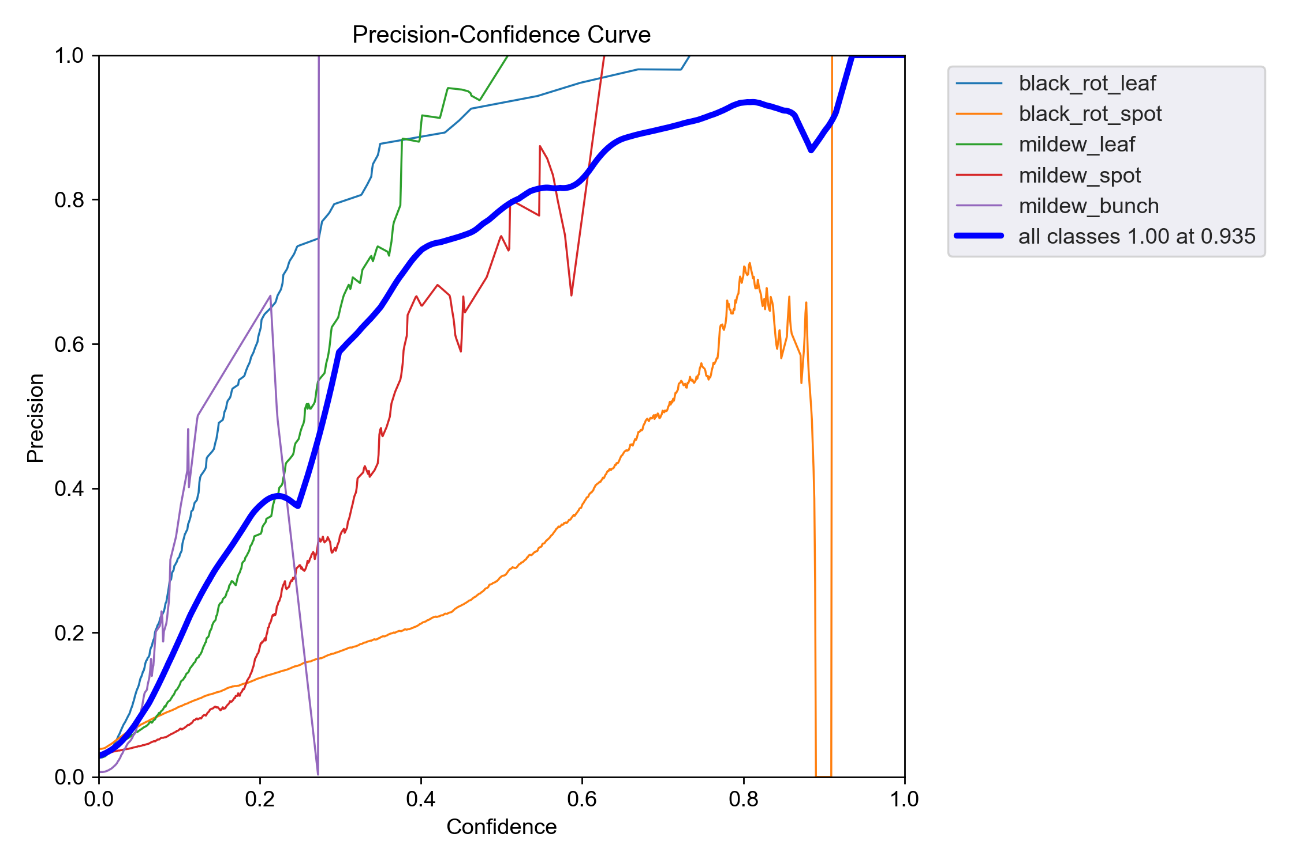 Precision-Confidence Curve
1.0
0.8
0.6
0.4
0.2
0.0
Precision
0.0 0.2 0.4 0.6 0.8 1.0
Confidence
black_rot_leaf
black_rot_spot
mildew_leaf
mildew_spot
mildew_bunch
all classes 1.00 at 0.935